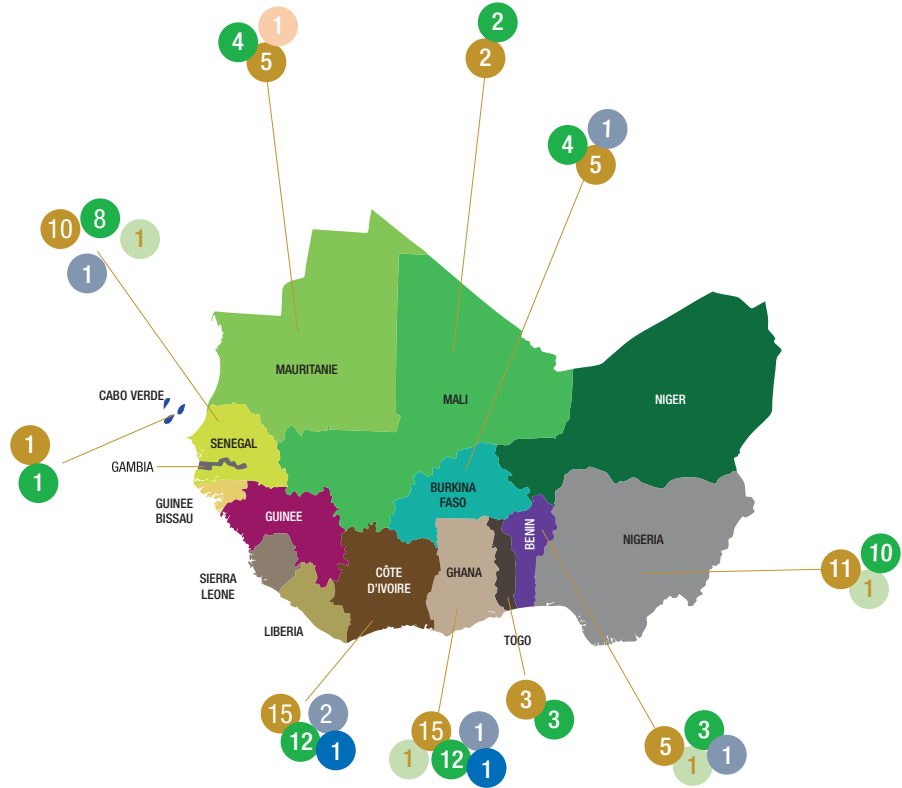 1
4
5
2
2
1
4
5
8
10
1
1
MAURITANIE
CABO VERDE
MALI
NIGER
SENEGAL
1
GAMBIA
1
BURKINA
FASO
GUINEE
BISSAU
GUINEE
BENIN
NIGERIA
10
11
1
CÔTE
D'IVOIRE
GHANA
SIERRA
LEONE
LIBERIA
TOGO
15
2
12
1
15
1
1
12
1
3
3
5
3
1
1